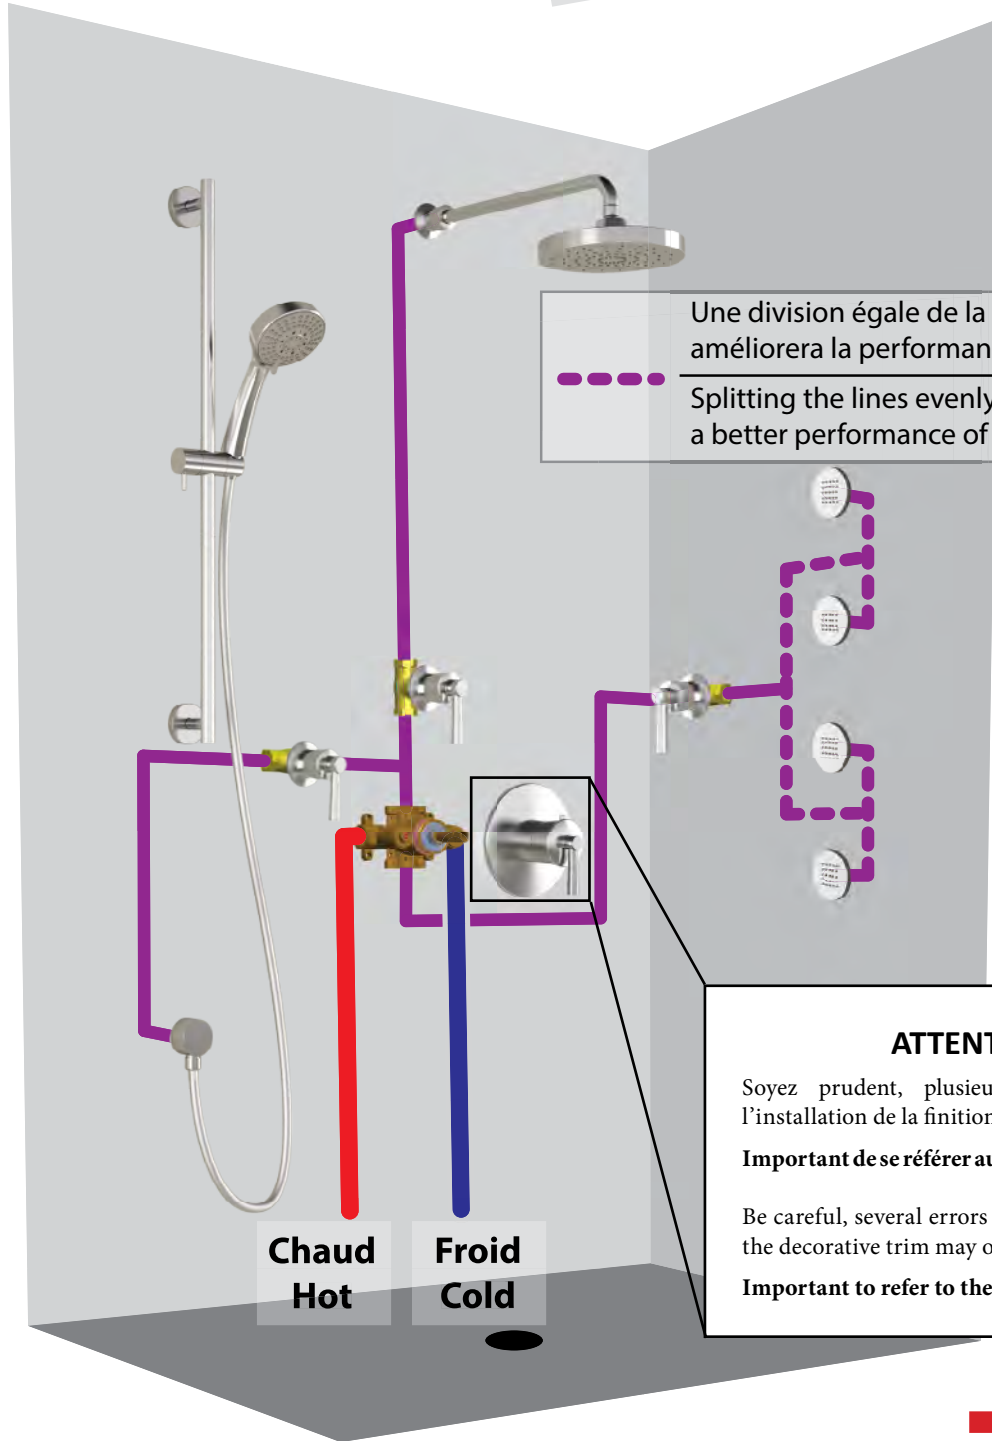 Une division égale de la
améliorera la performan
Splitting the lines evenly
a better performance of
ATTENT
Soyez prudent, plusieu
l'installation de la finition
Important de se référer au
Be careful, several errors
the decorative trim may o
Important to refer to the
Chaud
Hot
Froid
Cold